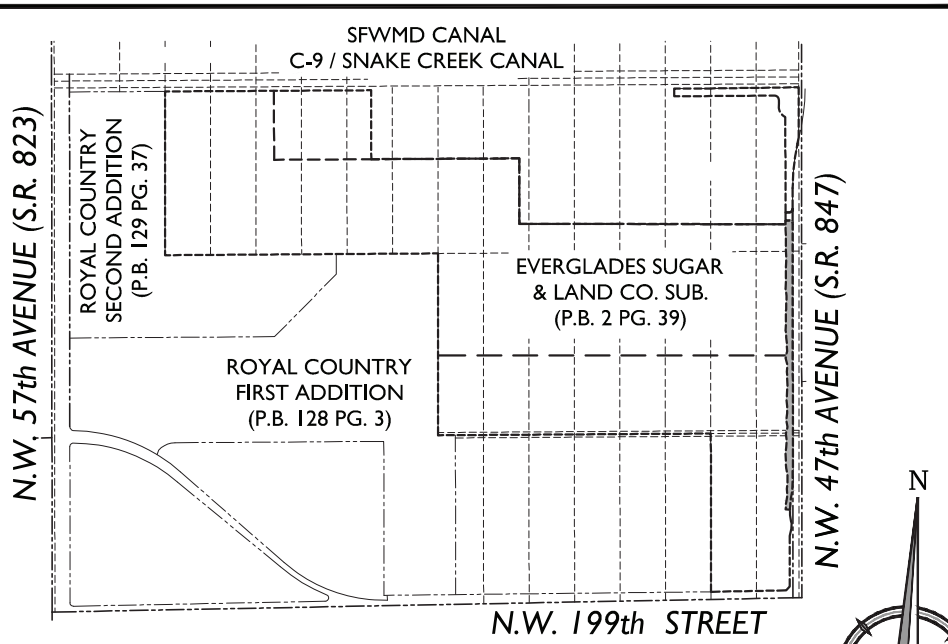 SFWMD CANAL
C-9 / SNAKE CREEK CANAL
N.W. 57th AVENUE (S.R. 823)
ROYAL COUNTRY
SECOND ADDITION
(P.B. 129 PG. 37)
EVERGLADES SUGAR
& LAND CO. SUB.
(P.B. 2 PG. 39)
N.W. 47th AVENUE (S.R. 847)
ROYAL COUNTRY
FIRST ADDITION
(P.B. 128 PG. 3)
N
N.W. 199th STREET